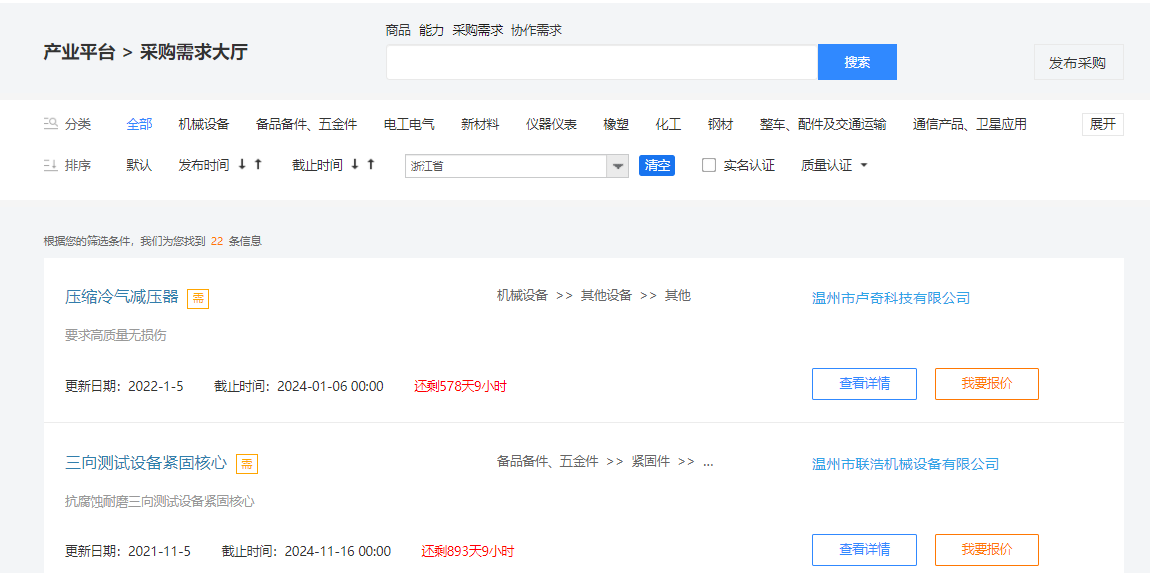 商品 能力 采购需求 协作需求
产业平台 > 采购需求大厅
搜索
发布采购
分类 全部 机械设备 备品备件、五金件 电工电气 新材料 仪器仪表 橡塑 化工 钢材 整车、配件及交通运输 通信产品、卫星应用 展开
排序 默认 发布时间 截止时间 浙江省 清空 实名认证 质量认证
根据您的筛选条件，我们为您找到 22 条信息
压缩冷气减压器 需 机械设备 >> 其他设备 >> 其他 温州市卢奇科技有限公司
要求高质量无损伤
更新日期：2022-1-5 截止时间：2024-01-06 00:00 还剩578天9小时 查看详情 我要报价
三向测试设备紧固核心 需 备品备件、五金件 >> 紧固件 >> ... 温州市联洁机械设备有限公司
抗腐蚀耐磨三向测试设备紧固核心
更新日期：2021-11-5 截止时间：2024-11-16 00:00 还剩893天9小时 查看详情 我要报价